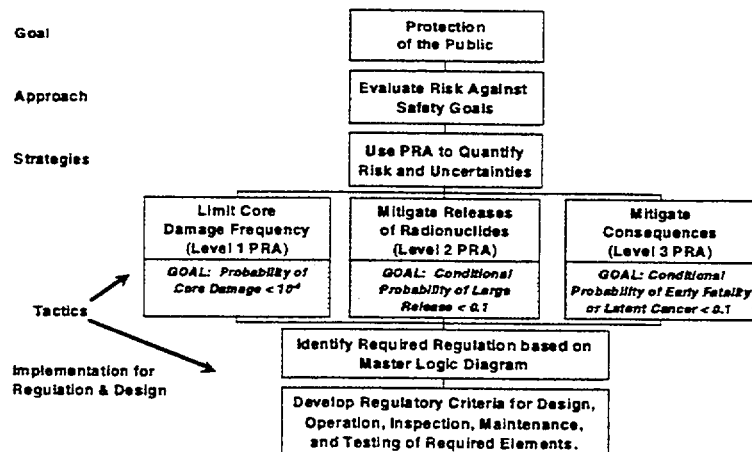 Goal
Protection
of the Public
Approach
Evaluate Risk Against
Safety Goals
Strategies
Use PRA to Quantify
Risk and Uncertainties
Limit Core
Damage Frequency
(Level 1 PRA)
GOAL: Probability of
Core Damage < 10⁻⁴
Mitigate Releases
of Radionuclides
(Level 2 PRA)
GOAL: Conditional
Probability of Large
Release < 0.1
Mitigate
Consequences
(Level 3 PRA)
GOAL: Conditional
Probability of Early Fatality
or Latent Cancer < 0.1
Tactics
Identify Required Regulation based on
Master Logic Diagram
Implementation for
Regulation & Design
Develop Regulatory Criteria for Design,
Operation, Inspection, Maintenance,
and Testing of Required Elements.